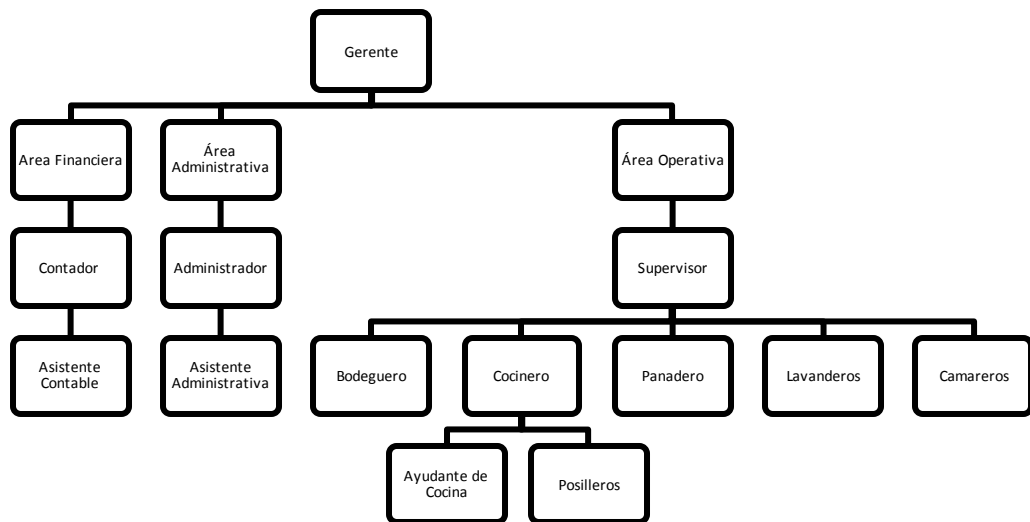 Gerente
Area Financiera
Área
Administrativa
Área Operativa
Contador
Administrador
Supervisor
Asistente
Contable
Asistente
Administrativa
Bodeguero
Cocinero
Panadero
Lavanderos
Camareros
Ayudante de
Cocina
Posilleros